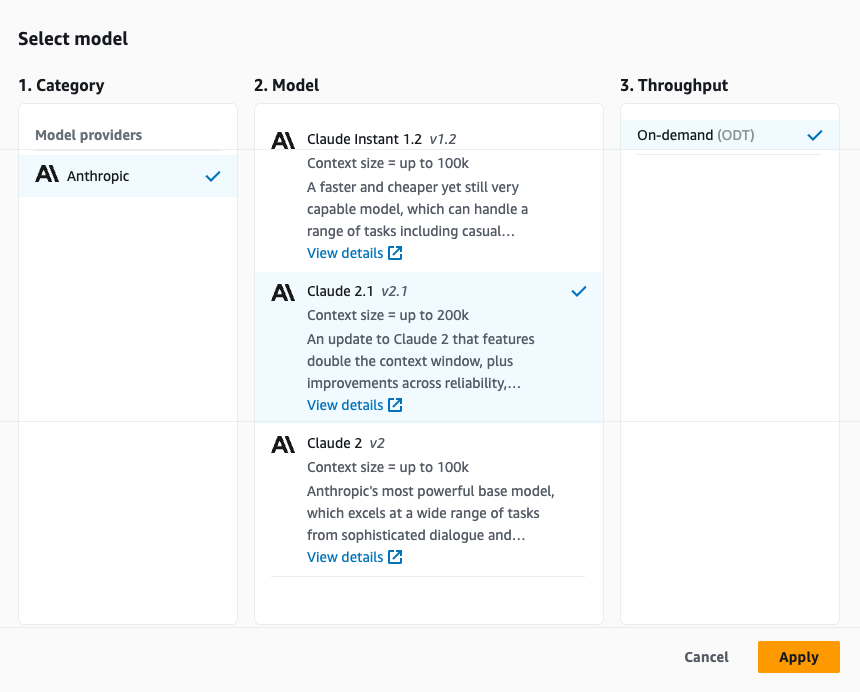 Select model
1. Category
Model providers
Anthropic
2. Model
Claude Instant 1.2 v1.2
Context size = up to 100k
A faster and cheaper yet still very
capable model, which can handle a
range of tasks including casual...
View details
Claude 2.1 v2.1
Context size = up to 200k
An update to Claude 2 that features
double the context window, plus
improvements across reliability,...
View details
Claude 2 v2
Context size = up to 100k
Anthropic's most powerful base model,
which excels at a wide range of tasks
from sophisticated dialogue and...
View details
3. Throughput
On-demand (ODT)
Cancel
Apply